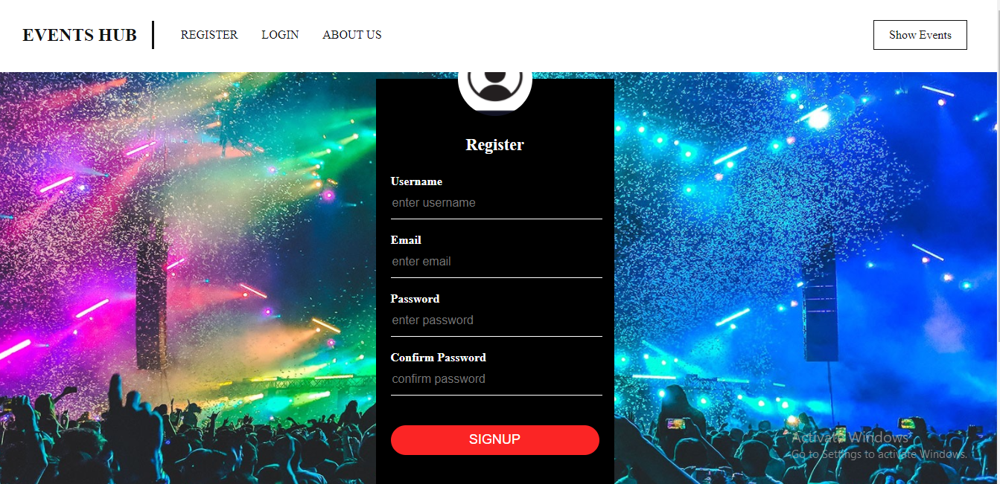 EVENTS HUB
REGISTER
LOGIN
ABOUT US
Show Events
Register
Username
enter username
Email
enter email
Password
enter password
Confirm Password
confirm password
SIGNUP
Activate Windows
Go to Settings to activate Windows.